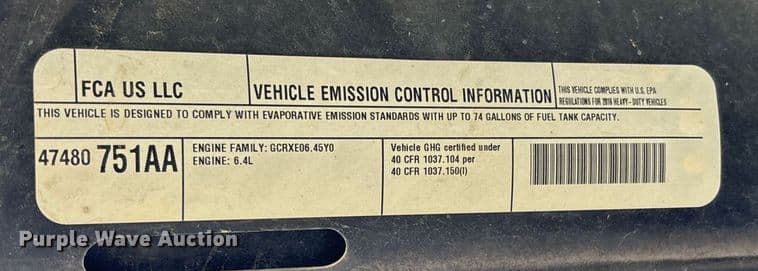 FCA US LLC
VEHICLE EMISSION CONTROL INFORMATION
THIS VEHICLE COMPLIES WITH U.S. EPA
REGULATIONS FOR 2016 HEAVY-DUTY VEHICLES
THIS VEHICLE IS DESIGNED TO COMPLY WITH EVAPORATIVE EMISSION STANDARDS WITH UP TO 74 GALLONS OF FUEL TANK CAPACITY.
47480 751AA
ENGINE FAMILY: GCRXE06.45Y0
ENGINE: 6.4L
Vehicle GHG certified under
40 CFR 1037.104 per
40 CFR 1037.150(l)
Purple Wave Auction